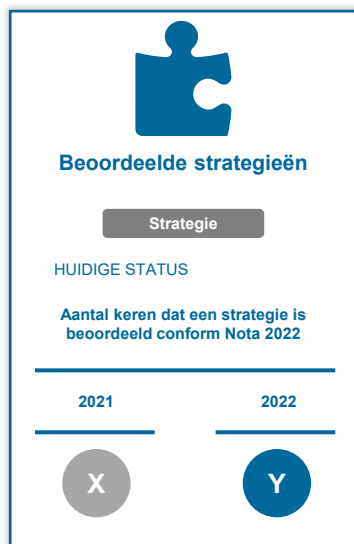 Beoordeelde strategieën
Strategie
HUIDIGE STATUS
Aantal keren dat een strategie is
beoordeeld conform Nota 2022
2021 2022
X Y